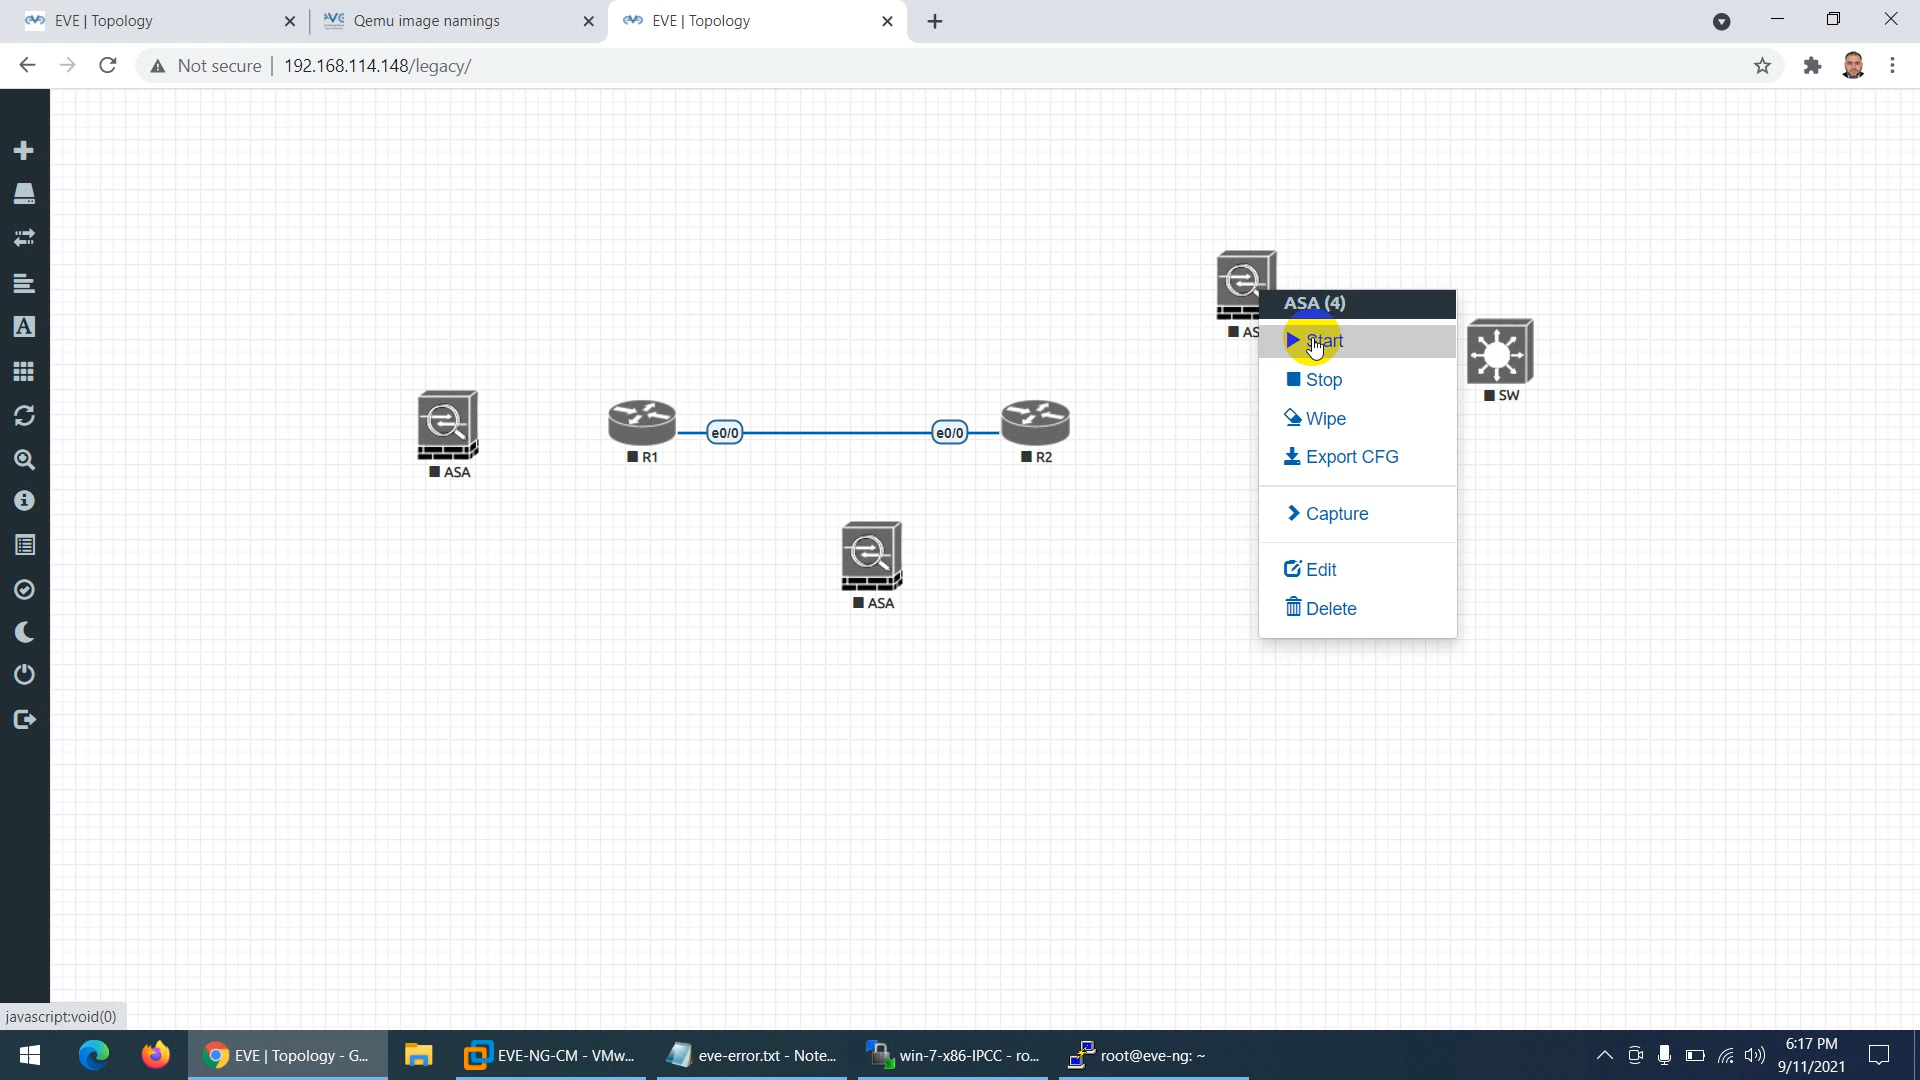 EVE | Topology
Qemu image namings
EVE | Topology
Not secure
192.168.114.148/legacy/
ASA (4)
Start
Stop
Wipe
Export CFG
Capture
Edit
Delete
AS
SW
e0/0
e0/0
ASA
R1
R2
ASA
javascript:void(0)
EVE | Topology - G...
EVE-NG-CM - VMw...
eve-error.txt - Note...
win-7-x86-IPCC - ro...
root@eve-ng: ~
6:17 PM
9/11/2021